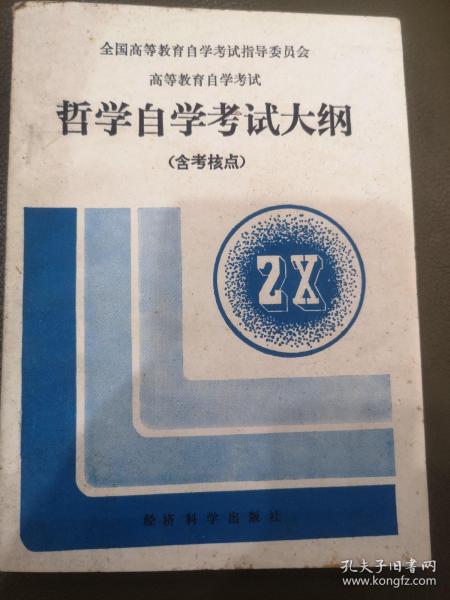 全国高等教育自学考试指导委员会
高等教育自学考试
哲学自学考试大纲
(含考核点)
ZX
经济科学出版社
孔夫子旧书网
www.kongfz.com